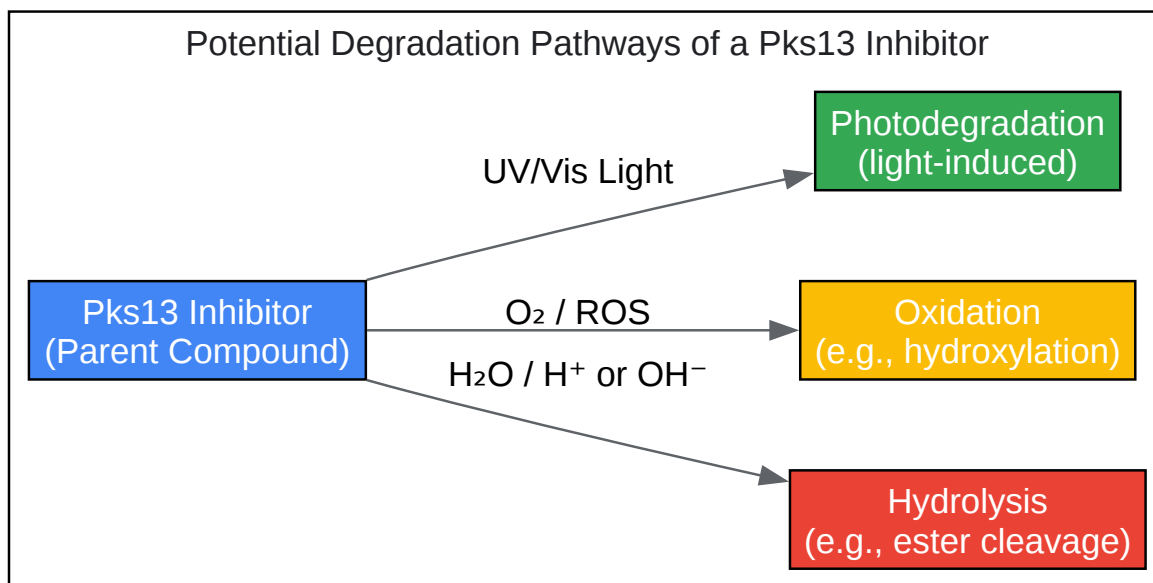 Potential Degradation Pathways of a Pks13 Inhibitor
Photodegradation
(light-induced)
UV/Vis Light
Pks13 Inhibitor
(Parent Compound)
O₂ / ROS
Oxidation
(e.g., hydroxylation)
H₂O / H⁺ or OH⁻
Hydrolysis
(e.g., ester cleavage)